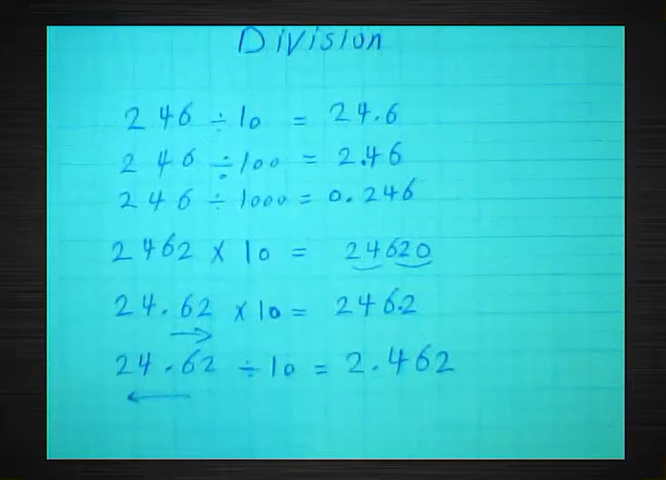 Division
246 ÷ 10 = 24.6
246 ÷ 100 = 2.46
246 ÷ 1000 = 0.246
2462 × 10 = 24620
24.62 × 10 = 246.2
24.62 ÷ 10 = 2.462